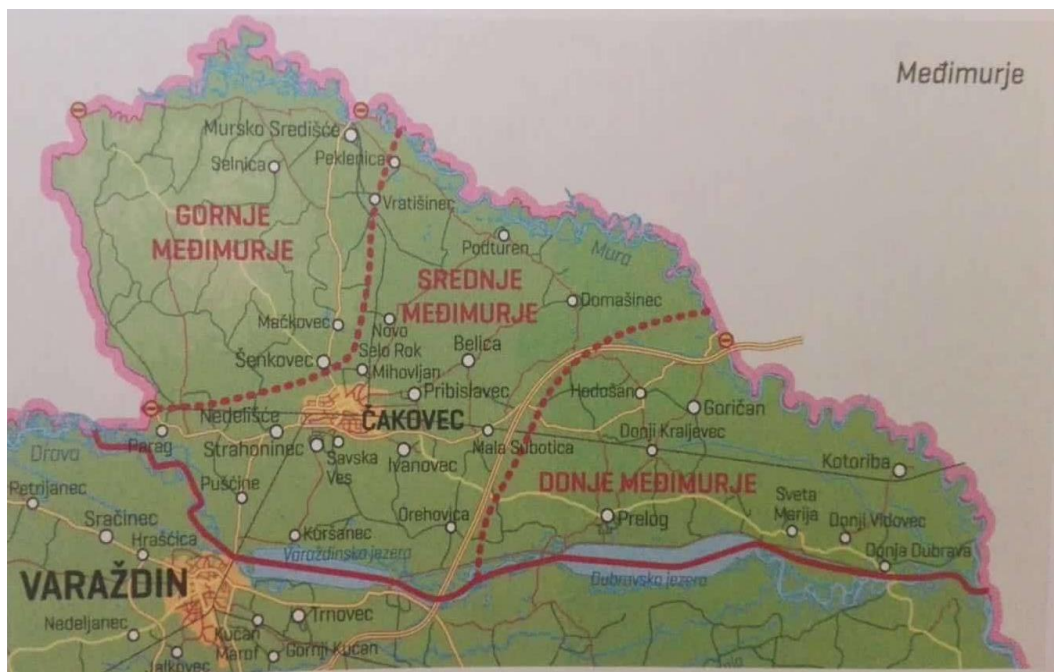 Međimurje
Mursko Središće
Selnica
Peklenica
Vratišinec
GORNJE
MEĐIMURJE
Podturen
Mura
SREDNJE
MEĐIMURJE
Domašinec
Mačkovec
Novo
Selo Rok
Belica
Šenkovec
Mihovljan
Pribislavec
Hodošan
Goričan
Nedelišće
ČAKOVEC
Parag
Strahoninec
Savska
Ves
Ivanovec
Mala Subotica
Donji Kraljevec
Kotoriba
Drava
Petrijanec
Pušćine
DONJE MEĐIMURJE
Sveta
Marija
Donji Vidovec
Sračinec
Hrašćica
Kuršanec
Orehovica
Prelog
Donja Dubrava
Varaždinsko jezero
Dubravsko jezero
VARAŽDIN
Trnovec
Nedeljanec
Kućan
Marof
Gornji Kućan
Jalkovec